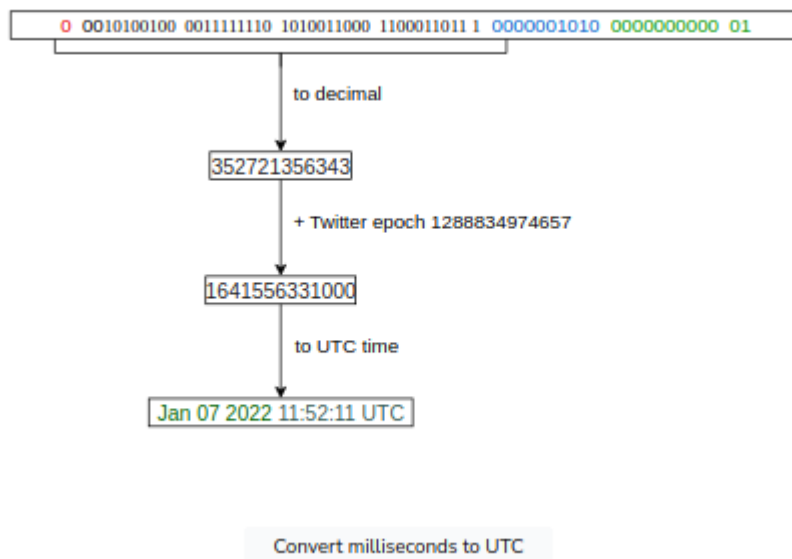 0 0010100100 0011111110 1010011000 1100011011 1 0000001010 0000000000 01
to decimal
352721356343
+ Twitter epoch 1288834974657
1641556331000
to UTC time
Jan 07 2022 11:52:11 UTC
Convert milliseconds to UTC